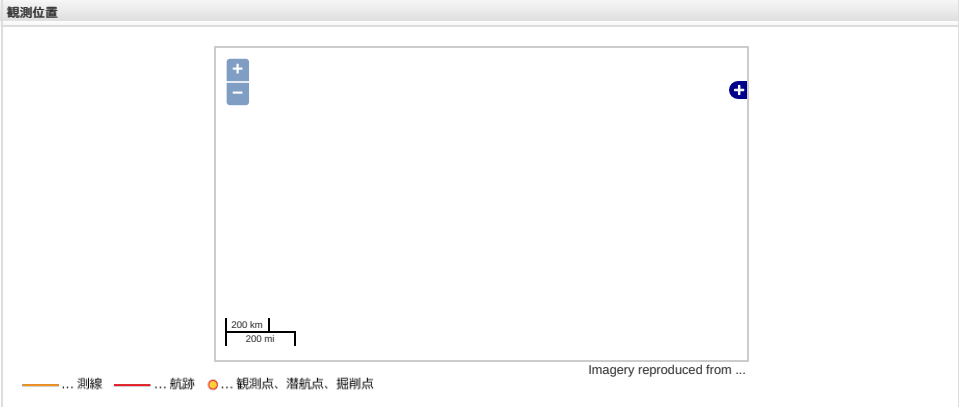 観測位置
+
−
+
200 km
200 mi
Imagery reproduced from ...
... 測線 ... 航跡 ... 観測点、潜航点、掘削点